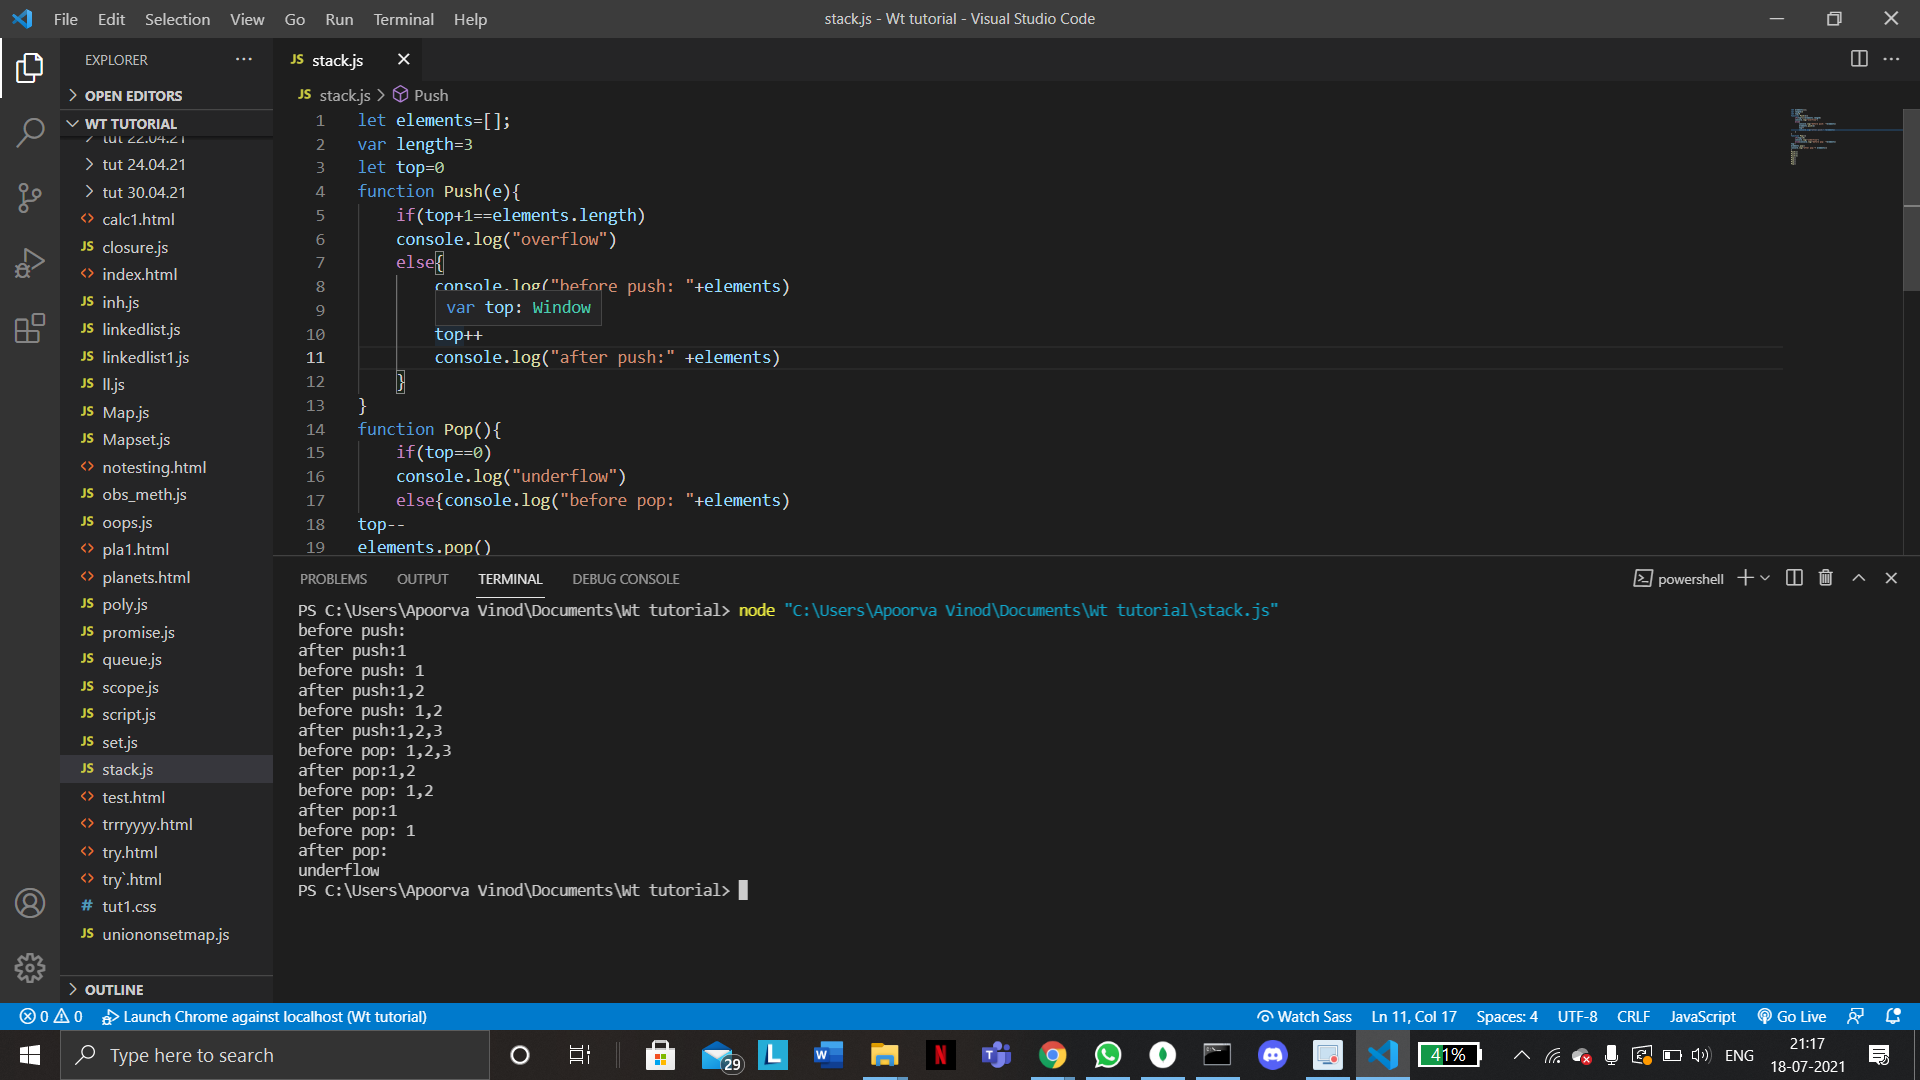 File Edit Selection View Go Run Terminal Help
stack.js - Wt tutorial - Visual Studio Code
EXPLORER
OPEN EDITORS
WT TUTORIAL
tut 22.04.21
tut 24.04.21
tut 30.04.21
calc1.html
closure.js
index.html
inh.js
linkedlist.js
linkedlist1.js
ll.js
Map.js
Mapset.js
notesting.html
obs_meth.js
oops.js
pla1.html
planets.html
poly.js
promise.js
queue.js
scope.js
script.js
set.js
stack.js
test.html
trrryyyy.html
try.html
try`.html
tut1.css
uniononsetmap.js
OUTLINE
JS stack.js
JS stack.js > Push
1 let elements=[];
2 var length=3
3 let top=0
4 function Push(e){
5 if(top+1==elements.length)
6 console.log("overflow")
7 else{
8 console.log("before push: "+elements)
9 var top: Window
10 top++
11 console.log("after push:" +elements)
12 }
13 }
14 function Pop(){
15 if(top==0)
16 console.log("underflow")
17 else{console.log("before pop: "+elements)
18 top--
19 elements.pop()
PROBLEMS OUTPUT TERMINAL DEBUG CONSOLE
powershell
PS C:\Users\Apoorva Vinod\Documents\Wt tutorial> node "C:\Users\Apoorva Vinod\Documents\Wt tutorial\stack.js"
before push:
after push:1
before push: 1
after push:1,2
before push: 1,2
after push:1,2,3
before pop: 1,2,3
after pop:1,2
before pop: 1,2
after pop:1
before pop: 1
after pop:
underflow
PS C:\Users\Apoorva Vinod\Documents\Wt tutorial>
0 0 Launch Chrome against localhost (Wt tutorial)
Watch Sass Ln 11, Col 17 Spaces: 4 UTF-8 CRLF JavaScript Go Live
Type here to search
29
41%
ENG
21:17
18-07-2021